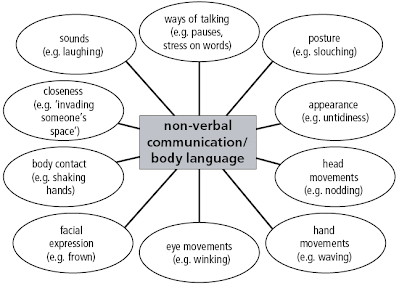 ways of talking
(e.g. pauses,
stress on words)
sounds
(e.g. laughing)
posture
(e.g. slouching)
closeness
(e.g. ‘invading
someone’s
space’)
appearance
(e.g. untidiness)
non-verbal
communication/
body language
body contact
(e.g. shaking
hands)
head
movements
(e.g. nodding)
facial
expression
(e.g. frown)
eye movements
(e.g. winking)
hand
movements
(e.g. waving)